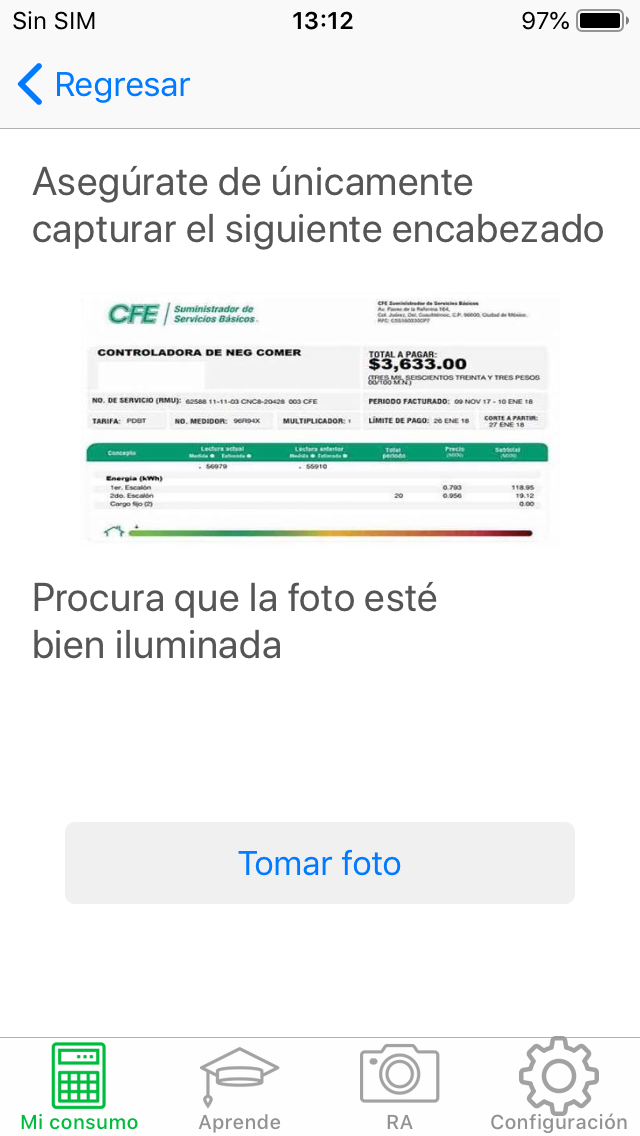 Sin SIM 13:12 97%
Regresar
Asegúrate de únicamente
capturar el siguiente encabezado
CFE Suministrador de
Servicios Básicos
CFE Suministrador de Servicios Básicos
Av. Paseo de la Reforma 164,
Col. Juárez, Del. Cuauhtémoc, C.P. 06600, Ciudad de México.
CONTROLADORA DE NEG COMER
TOTAL A PAGAR:
$3,633.00
(TRES MIL SEISCIENTOS TREINTA Y TRES PESOS
00/100 M.N.)
NO. DE SERVICIO (RMU): 62588 11-11-03 CNCB-20428 003 CFE
PERIODO FACTURADO: 09 NOV 17 - 10 ENE 18
TARIFA: PDBT NO. MEDIDOR: 96R94X MULTIPLICADOR: 1 LÍMITE DE PAGO: 26 ENE 18 CORTE A PARTIR:
27 ENE 18
Concepto Lectura actual Lectura anterior Total Precio Subtotal
Medida Estimada Medida Estimada periodo (MXN) (MXN)
56979 55910
Energía (kWh)
1er. Escalón 0.793 118.95
2do. Escalón 20 0.956 19.12
Cargo fijo (2) 0.00
Procura que la foto esté
bien iluminada
Tomar foto
Mi consumo Aprende RA Configuración